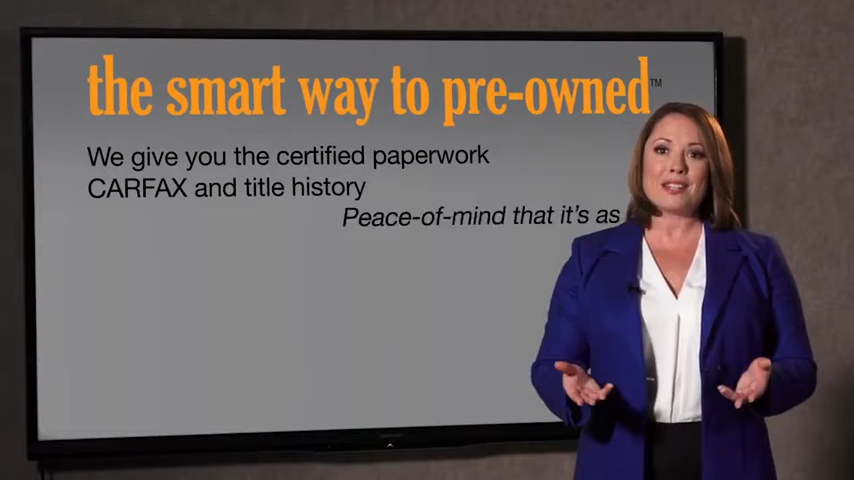 the smart way to pre-owned™
We give you the certified paperwork
CARFAX and title history
Peace-of-mind that it's as